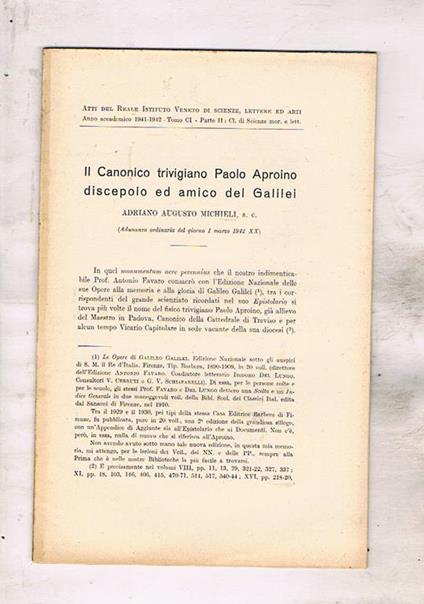 ATTI DEL REALE ISTITUTO VENETO DI SCIENZE, LETTERE ED ARTI
Anno accademico 1941-1942 - Tomo CI - Parte II: Cl. di Scienze mor. e lett.
Il Canonico trivigiano Paolo Aproino
discepolo ed amico del Galilei
ADRIANO AUGUSTO MICHIELI, s. c.
(Adunanza ordinaria del giorno 1 marzo 1942 XX)
In quel monumentum aere perennius che il nostro indimentica-
bile Prof. Antonio Favaro consacrò con l'Edizione Nazionale delle
sue Opere alla memoria e alla gloria di Galileo Galilei (1), tra i cor-
rispondenti del grande scienziato ricordati nel suo Epistolario si
trova più volte il nome del fisico trivigiano Paolo Aproino, già allievo
del Maestro in Padova, Canonico della Cattedrale di Treviso e per
alcun tempo Vicario Capitolare in sede vacante della sua diocesi (2).
(1) Le Opere di GALILEO GALILEI. Edizione Nazionale sotto gli auspici
di S. M. il Re d'Italia. Firenze, Tip. Barbera, 1890-1909, in 20 voll. (direttore
dell'Edizione ANTONIO FAVARO. Coadiutore letterario ISIDORO DEL LUNGO.
Consultori V. CERRUTI e G. V. SCHIAPARELLI). Di essa, per le persone colte e
per le scuole, gli stessi Prof. FAVARO e DEL LUNGO dettero una Scelta e un In-
dice Generale in due maneggevoli voll. della Bibl. Scol. dei Classici Ital. edita
dal Sansoni di Firenze, nel 1910.
Tra il 1929 e il 1930, pei tipi della stessa Casa Editrice Barbera di Fi-
renze, fu pubblicata, pure in 20 voll., una 2ª edizione della grandiosa silloge,
con un'Appendice di Aggiunte sia all'Epistolario che ai Documenti. Non c'è,
però, in essa, nulla di nuovo che si riferisca all'Aproino.
Non avendo avuto sotto mano tale nuova edizione, in questa mia memo-
ria, mi attengo, per le lezioni dei Voll., dei NN. e delle PP., sempre alla
Prima che è nelle nostre Biblioteche la più facile a trovarsi.
(2) E precisamente nei volumi VIII, pp. 11, 13, 29, 321-22, 327, 337;
XI, pp. 18, 103, 166, 406, 415, 470-71, 514, 517, 540-44; XVI, pp. 218-20,